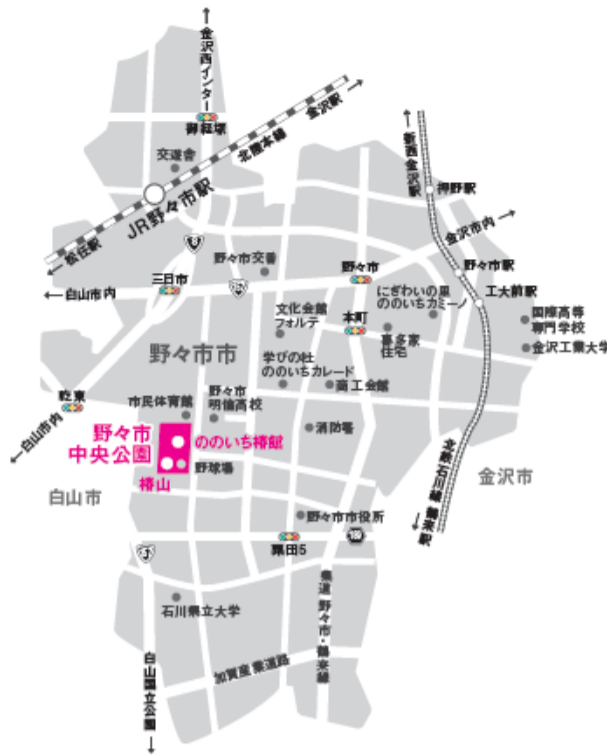 金沢西インター
御経塚
交遊舎
北陸本線
金沢駅
JR野々市駅
松任駅
新西金沢駅
押野駅
金沢市内
8
野々市交番
野々市
野々市駅
三日市
白山市内
にぎわいの里
ののいちカミーノ
工大前駅
文化会館
フォルテ
本町
喜多家
住宅
国際高等
専門学校
金沢工業大学
野々市市
学びの杜
ののいちカレード
商工会館
乾東
白山市内
市民体育館
野々市
明倫高校
消防署
野々市
中央公園
ののいち椿館
野球場
椿山
白山市
金沢市
北鉄石川線 鶴来駅
野々市市役所
粟田5
石川県立大学
県道 野々市・鶴来線
加賀産業道路
白山国立公園